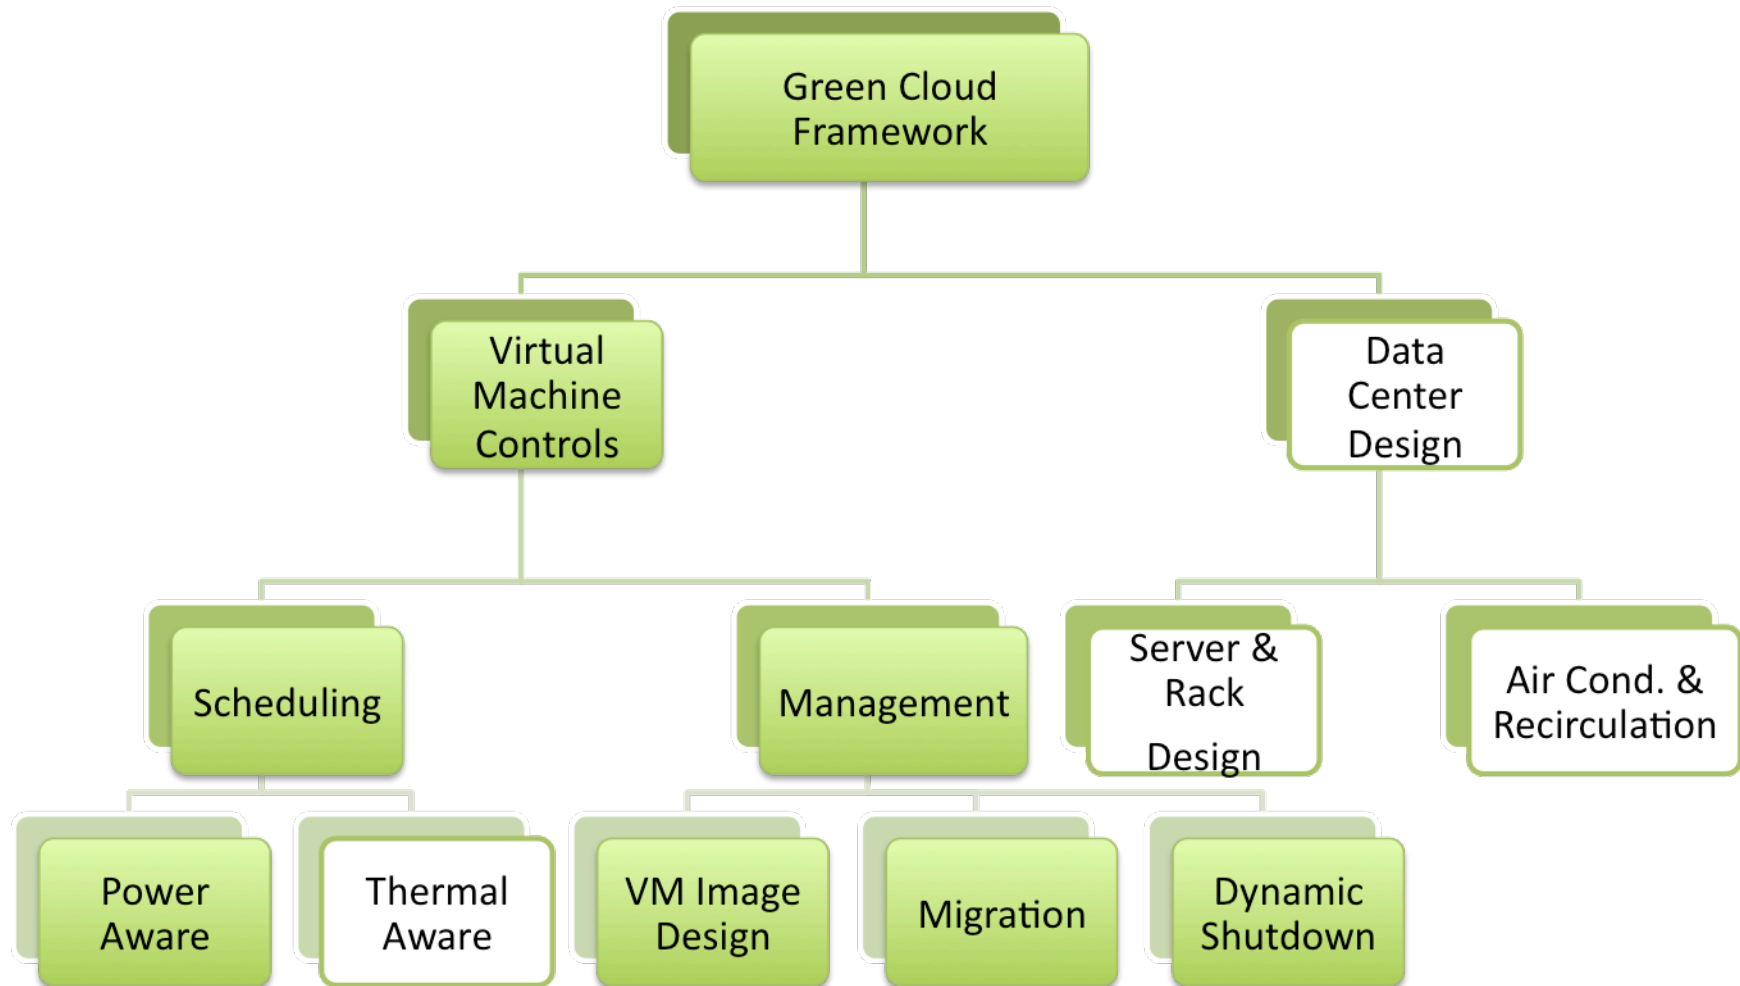 Green Cloud
Framework
Virtual
Machine
Controls
Data
Center
Design
Scheduling
Management
Server &
Rack
Design
Air Cond. &
Recirculation
Power
Aware
Thermal
Aware
VM Image
Design
Migration
Dynamic
Shutdown